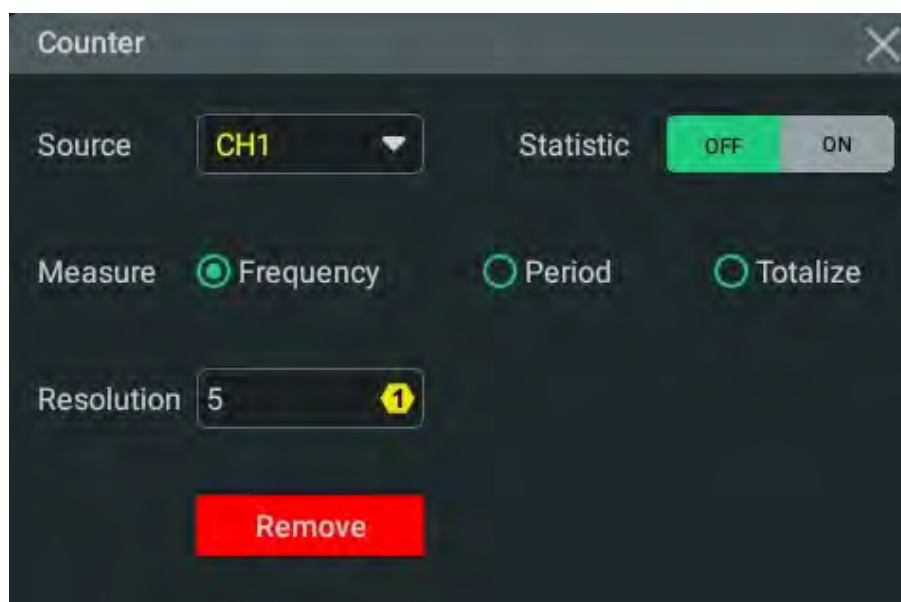 Counter
Source CH1 Statistic OFF ON
Measure Frequency Period Totalize
Resolution 5 1
Remove